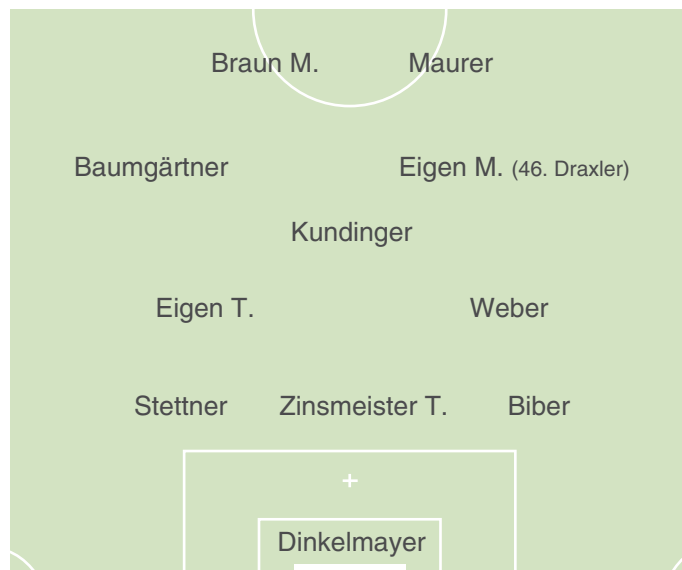 Braun M. Maurer
Baumgärtner Eigen M. (46. Draxler)
Kundinger
Eigen T. Weber
Stettner Zinsmeister T. Biber
Dinkelmayer